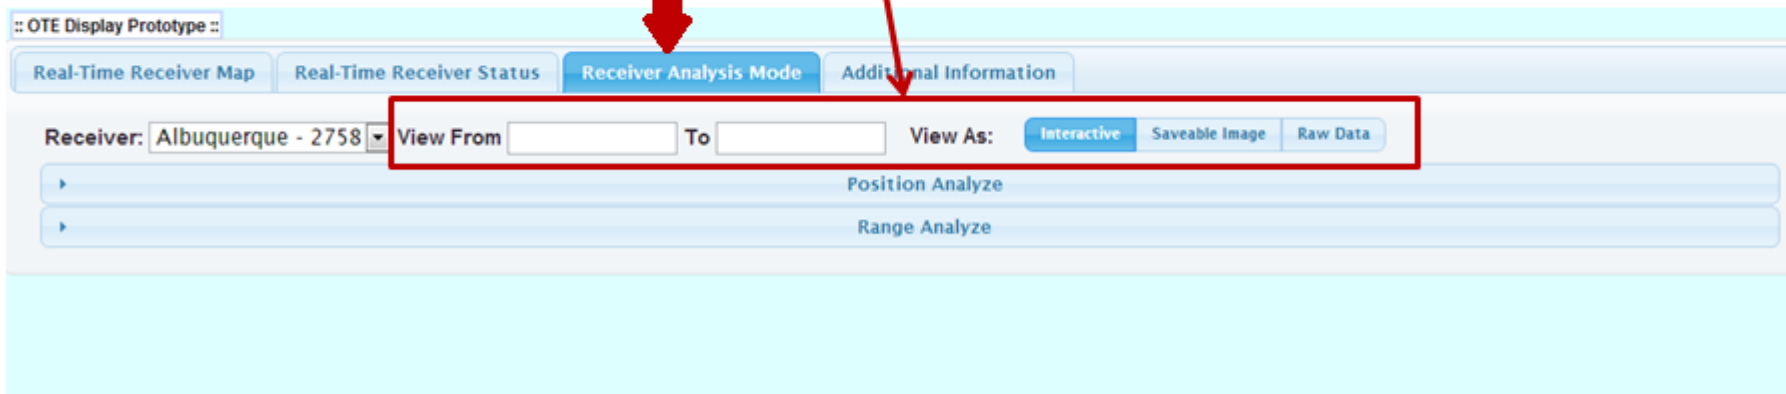 :: OTE Display Prototype ::
Real-Time Receiver Map Real-Time Receiver Status Receiver Analysis Mode Additional Information
Receiver: Albuquerque - 2758 View From To View As: Interactive Saveable Image Raw Data
Position Analyze
Range Analyze